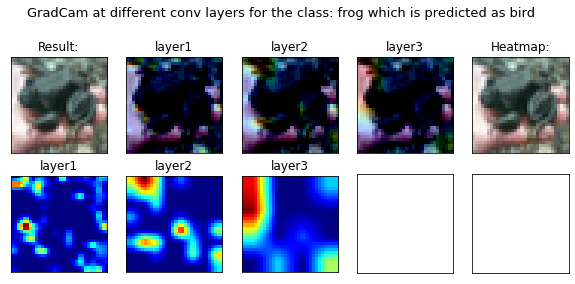 GradCam at different conv layers for the class: frog which is predicted as bird
Result:
layer1
layer2
layer3
Heatmap:
layer1
layer2
layer3